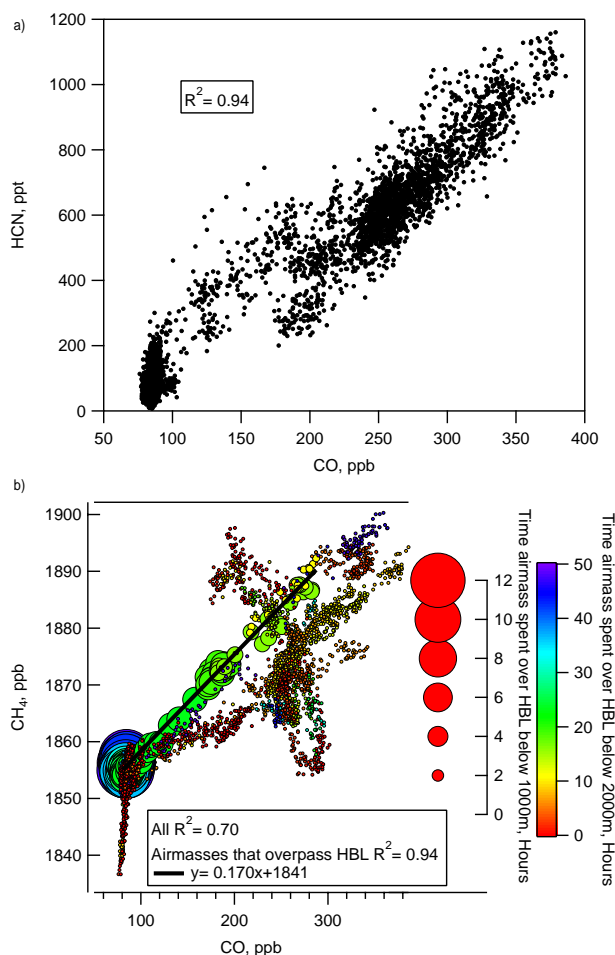 a)
1200
1000
800
600
400
200
0
HCN, ppt
R² = 0.94
50 100 150 200 250 300 350 400
CO, ppb
b)
1900
1890
1880
1870
1860
1850
1840
CH₄, ppb
All R² = 0.70
Airmasses that overpass HBL R² = 0.94
y= 0.170x+1841
100 200 300
CO, ppb
12
10
8
6
4
2
0
Time airmass spent over HBL below 1000m, Hours
50
40
30
20
10
0
Time airmass spent over HBL below 2000m, Hours